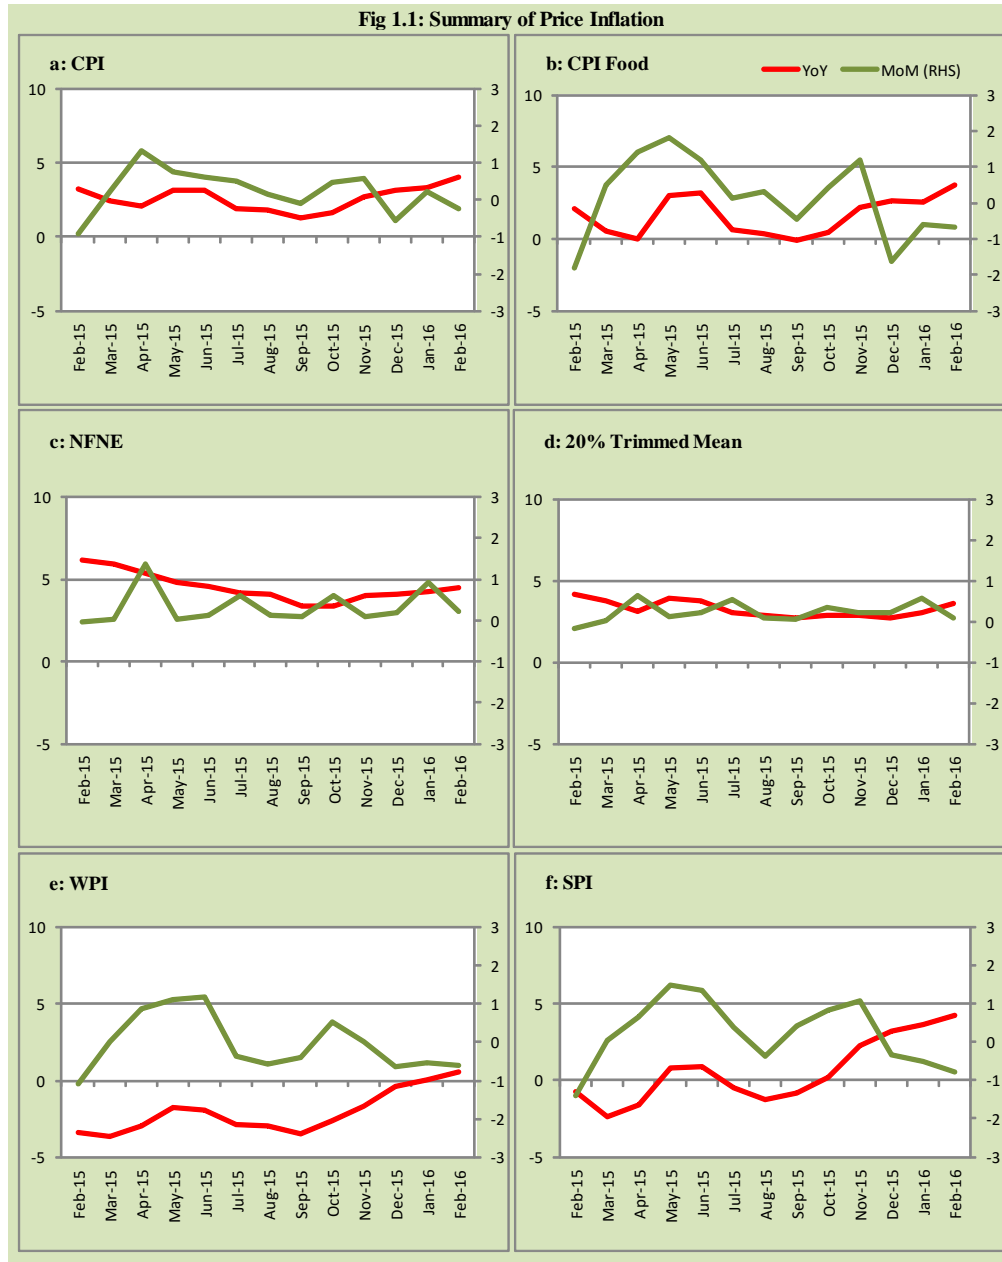 Fig 1.1: Summary of Price Inflation
a: CPI
10
5
0
-5
3
2
1
0
-1
-2
-3
Feb-15
Mar-15
Apr-15
May-15
Jun-15
Jul-15
Aug-15
Sep-15
Oct-15
Nov-15
Dec-15
Jan-16
Feb-16
b: CPI Food
YoY
MoM (RHS)
10
5
0
-5
3
2
1
0
-1
-2
-3
Feb-15
Mar-15
Apr-15
May-15
Jun-15
Jul-15
Aug-15
Sep-15
Oct-15
Nov-15
Dec-15
Jan-16
Feb-16
c: NFNE
10
5
0
-5
3
2
1
0
-1
-2
-3
Feb-15
Mar-15
Apr-15
May-15
Jun-15
Jul-15
Aug-15
Sep-15
Oct-15
Nov-15
Dec-15
Jan-16
Feb-16
d: 20% Trimmed Mean
10
5
0
-5
3
2
1
0
-1
-2
-3
Feb-15
Mar-15
Apr-15
May-15
Jun-15
Jul-15
Aug-15
Sep-15
Oct-15
Nov-15
Dec-15
Jan-16
Feb-16
e: WPI
10
5
0
-5
3
2
1
0
-1
-2
-3
Feb-15
Mar-15
Apr-15
May-15
Jun-15
Jul-15
Aug-15
Sep-15
Oct-15
Nov-15
Dec-15
Jan-16
Feb-16
f: SPI
10
5
0
-5
3
2
1
0
-1
-2
-3
Feb-15
Mar-15
Apr-15
May-15
Jun-15
Jul-15
Aug-15
Sep-15
Oct-15
Nov-15
Dec-15
Jan-16
Feb-16